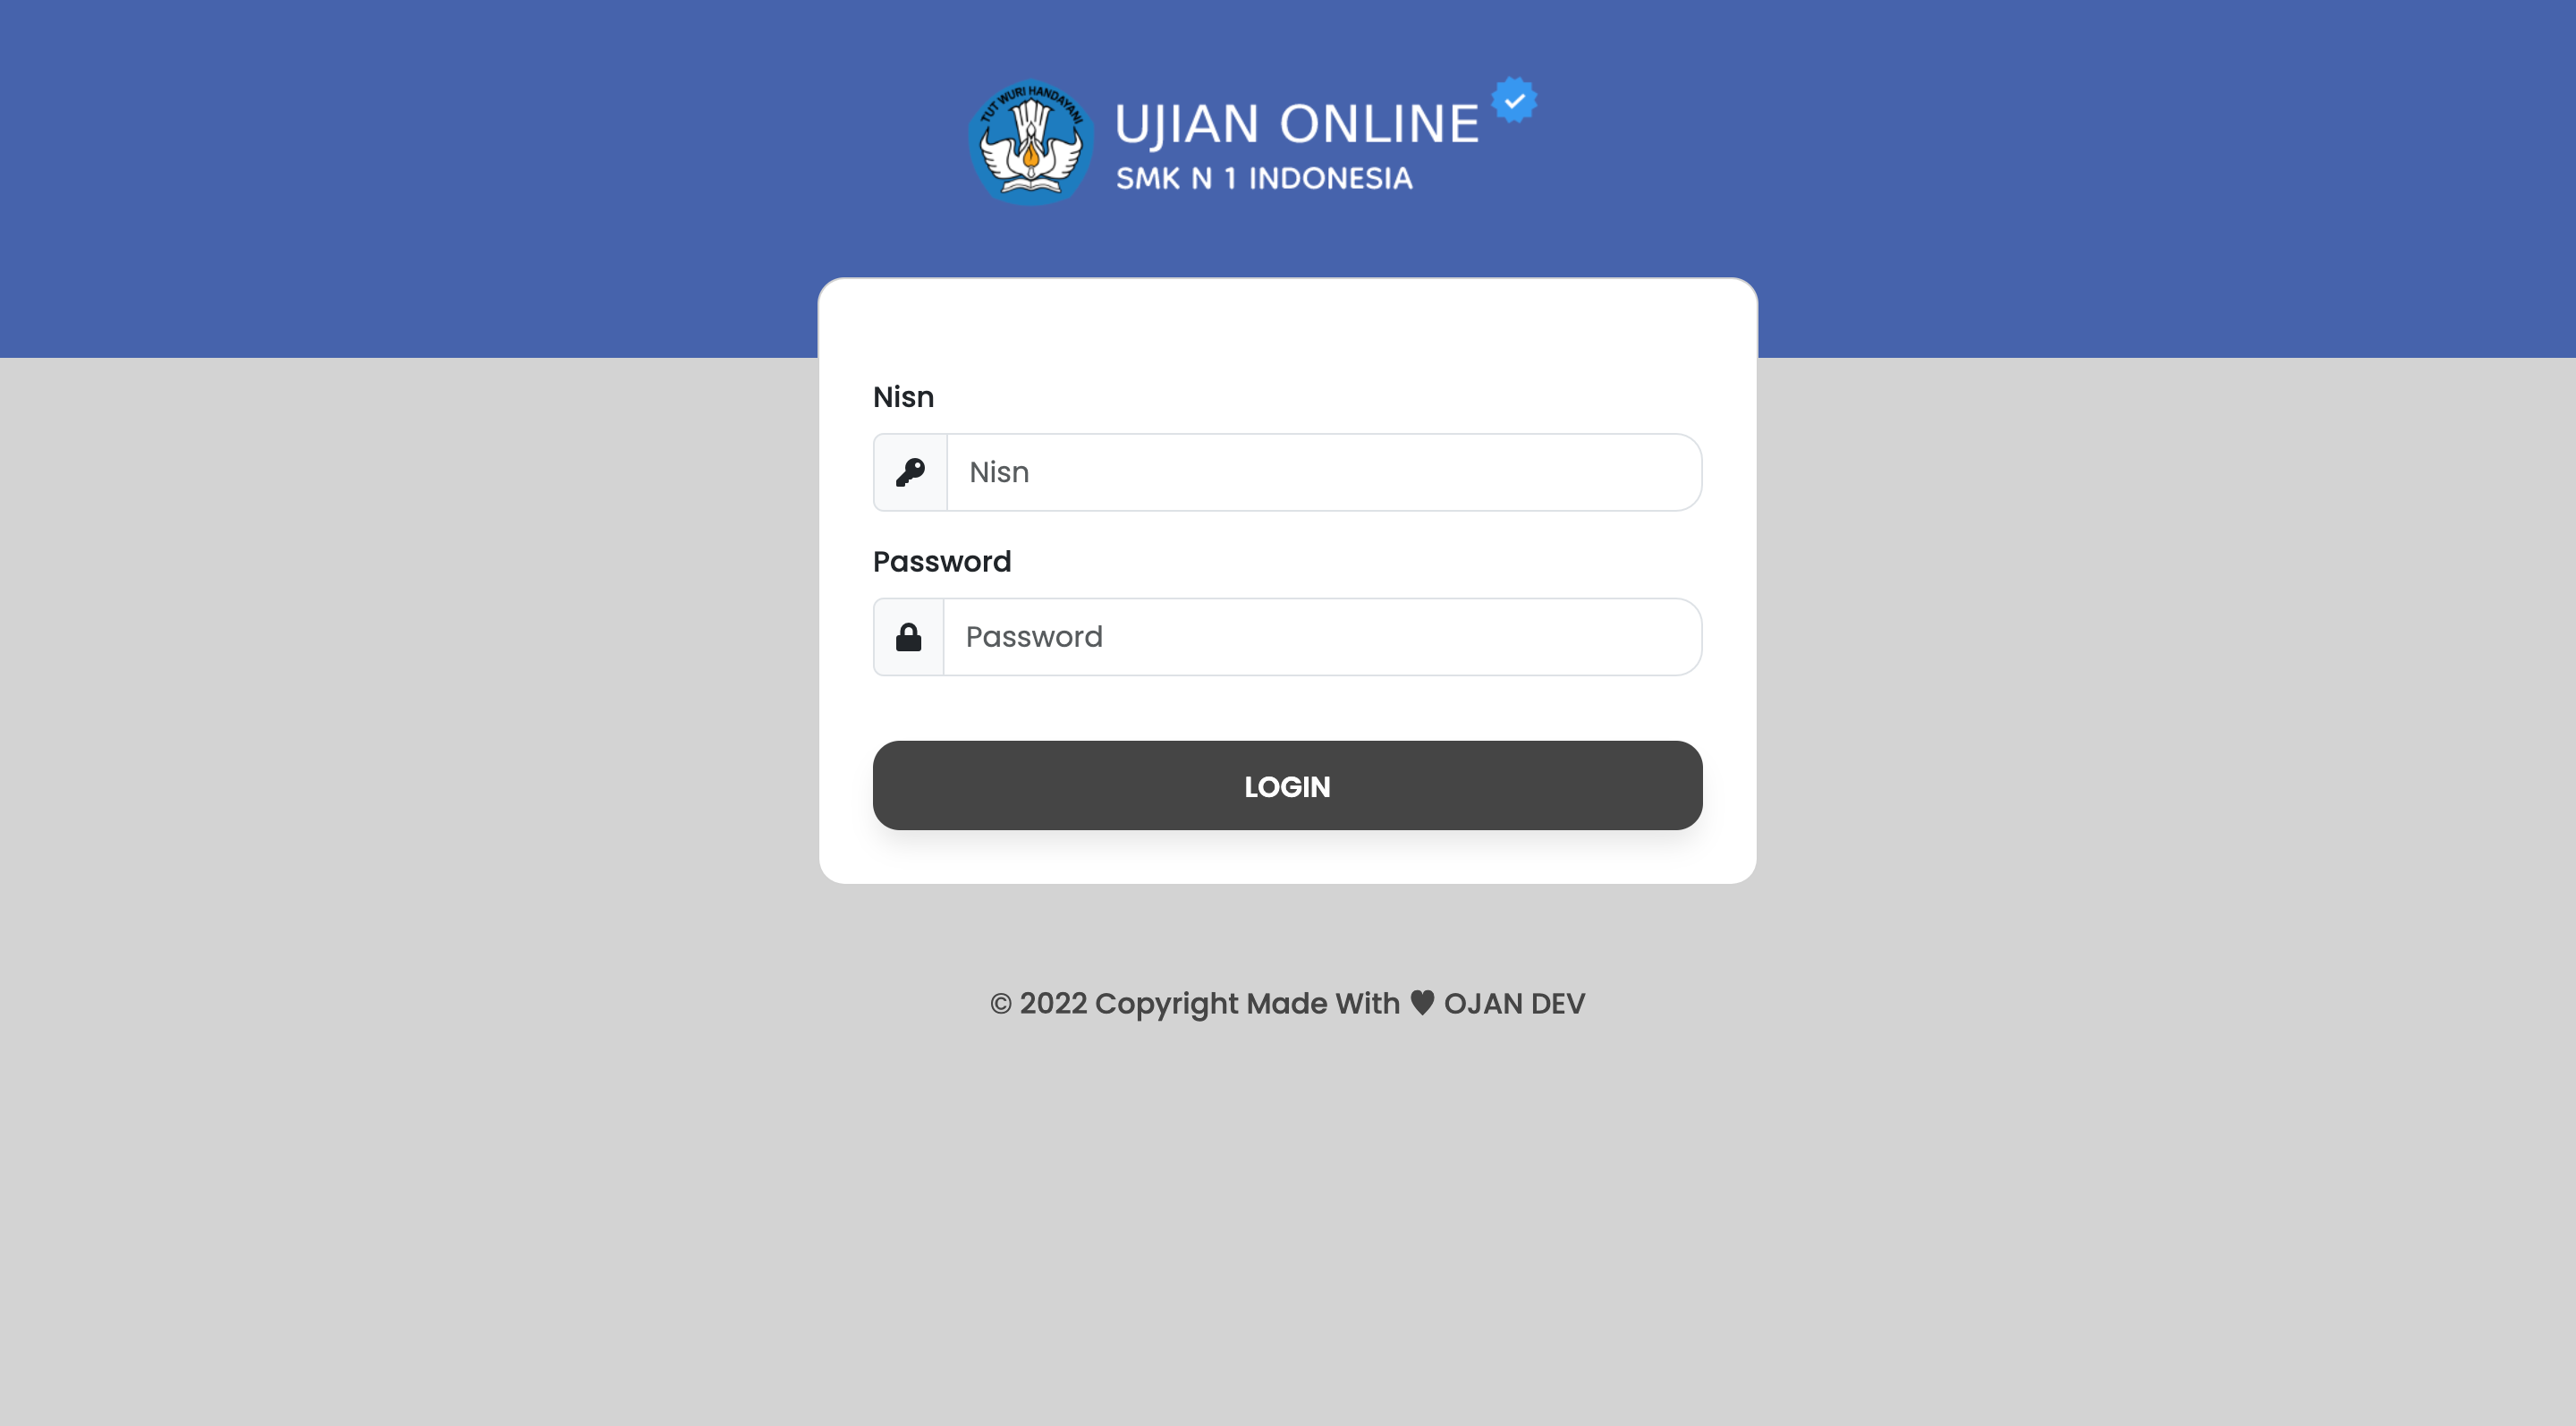 TUT WURI HANDAYANI
UJIAN ONLINE
SMK N 1 INDONESIA
Nisn
Nisn
Password
Password
LOGIN
© 2022 Copyright Made With ♥ OJAN DEV